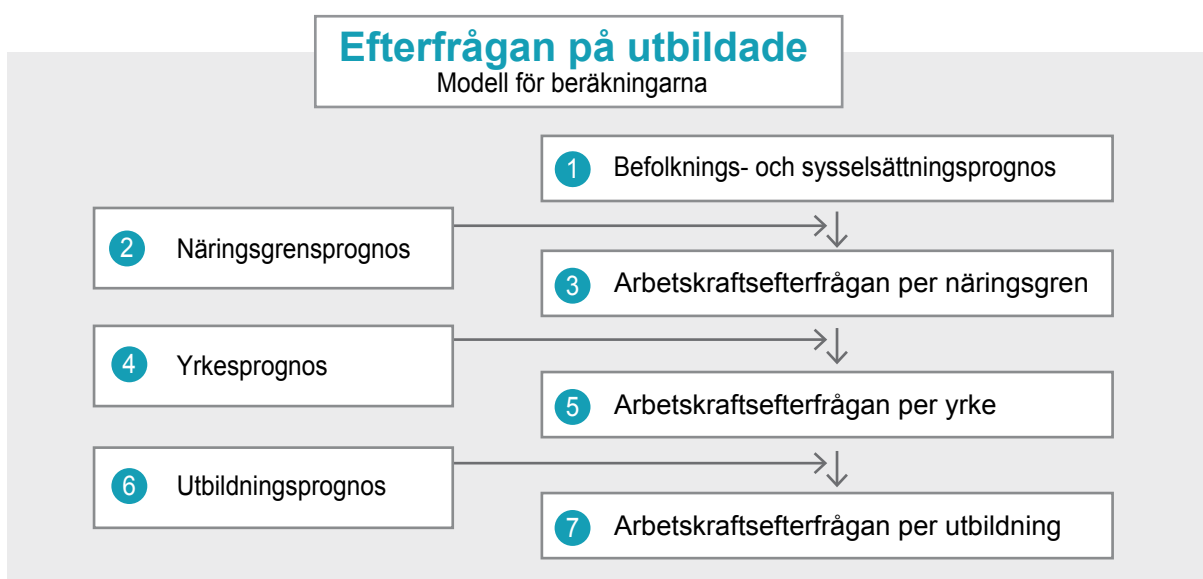 Efterfrågan på utbildade
Modell för beräkningarna
1 Befolknings- och sysselsättningsprognos
2 Näringsgrensprognos
3 Arbetskraftsefterfrågan per näringsgren
4 Yrkesprognos
5 Arbetskraftsefterfrågan per yrke
6 Utbildningsprognos
7 Arbetskraftsefterfrågan per utbildning